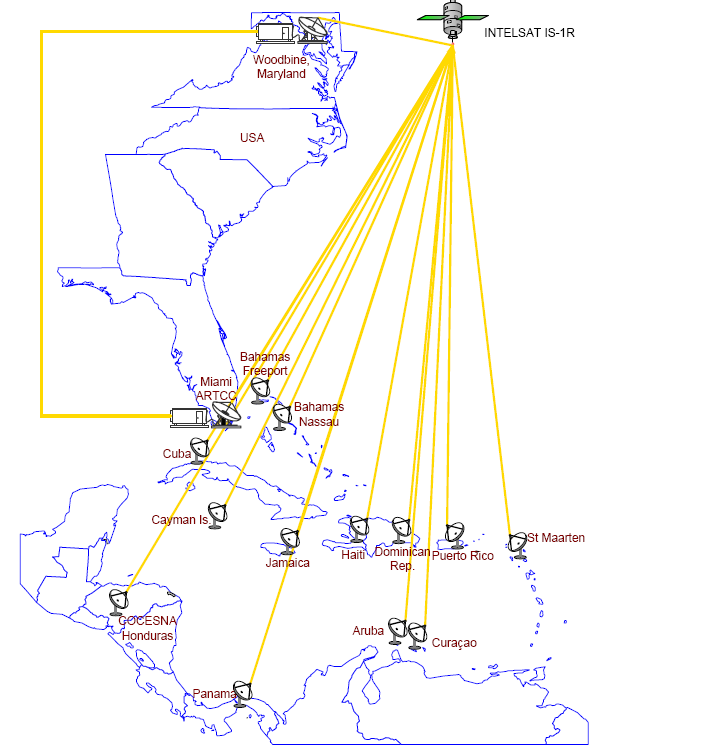 INTELSAT IS-1R
Woodbine,
Maryland
USA
Bahamas
Freeport
Miami
ARTCC
Bahamas
Nassau
Cuba
Cayman Is.
Jamaica
Haiti
Dominican
Rep.
Puerto Rico
St Maarten
COCESNA
Honduras
Aruba
Curaçao
Panama